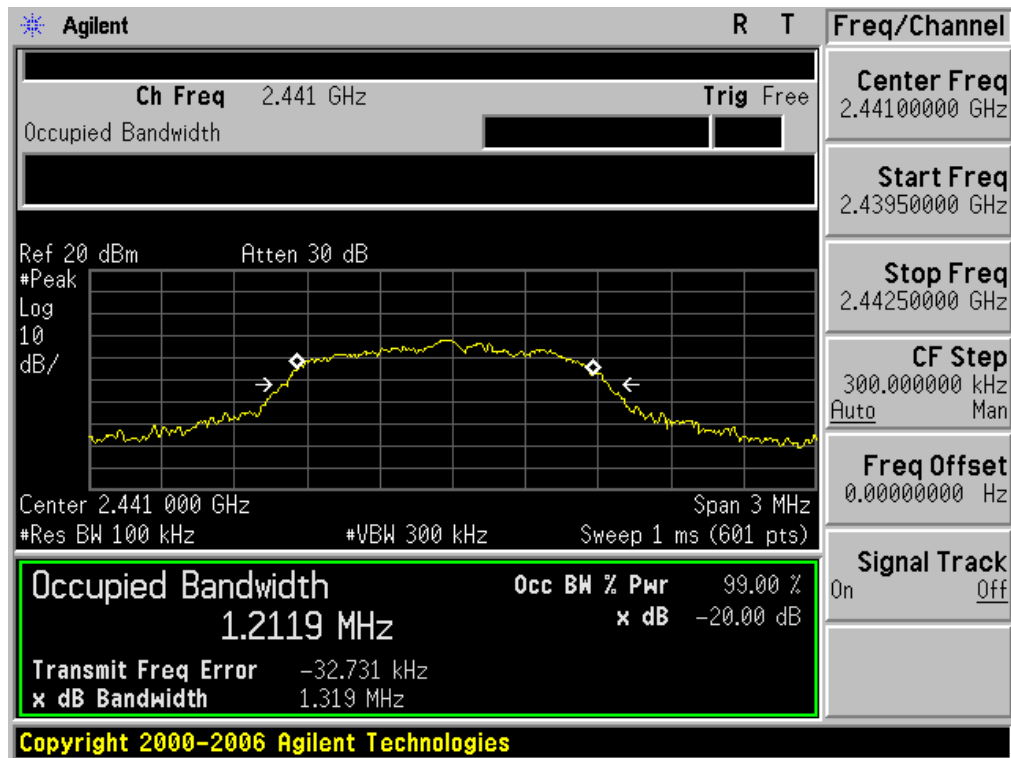 Agilent R T
Ch Freq 2.441 GHz Trig Free
Occupied Bandwidth
Ref 20 dBm Atten 30 dB
#Peak
Log
10
dB/
Center 2.441 000 GHz Span 3 MHz
#Res BW 100 kHz #VBW 300 kHz Sweep 1 ms (601 pts)
Occupied Bandwidth Occ BW % Pwr 99.00 %
1.2119 MHz x dB -20.00 dB
Transmit Freq Error -32.731 kHz
x dB Bandwidth 1.319 MHz
Copyright 2000-2006 Agilent Technologies
Freq/Channel
Center Freq
2.44100000 GHz
Start Freq
2.43950000 GHz
Stop Freq
2.44250000 GHz
CF Step
300.000000 kHz
Auto Man
Freq Offset
0.00000000 Hz
Signal Track
On Off